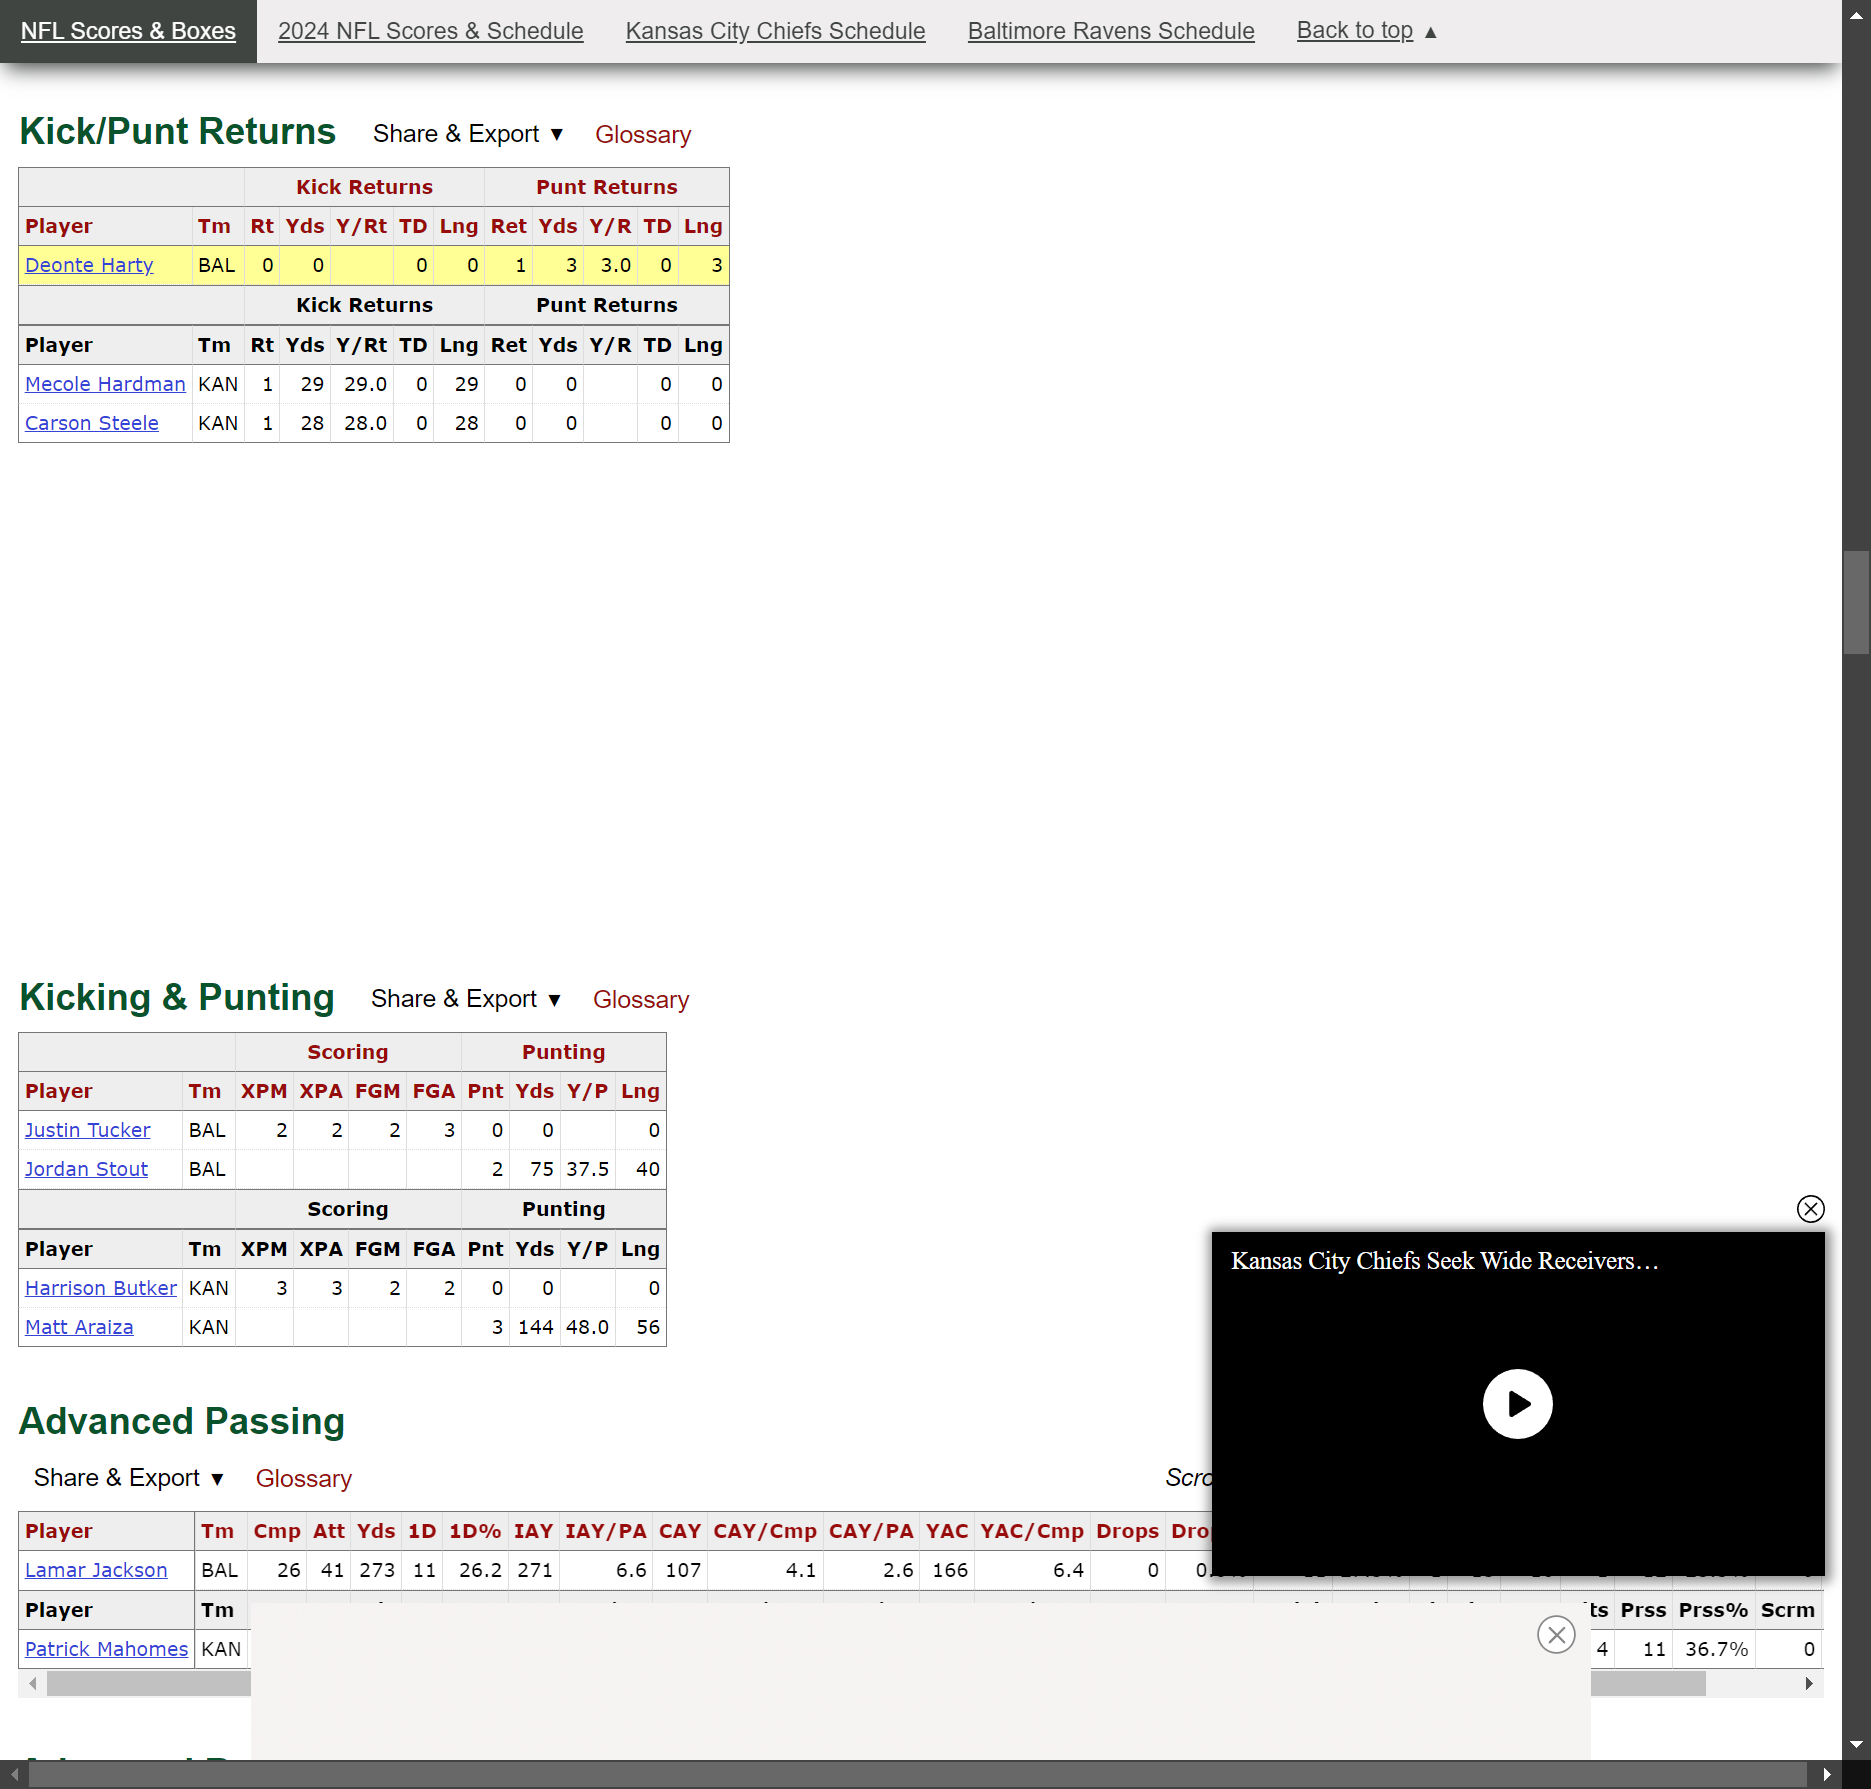 NFL Scores & Boxes 2024 NFL Scores & Schedule Kansas City Chiefs Schedule Baltimore Ravens Schedule Back to top ▲
Kick/Punt Returns Share & Export ▼ Glossary
Kick Returns Punt Returns
Player Tm Rt Yds Y/Rt TD Lng Ret Yds Y/R TD Lng
Deonte Harty BAL 0 0 0 0 1 3 3.0 0 3
Kick Returns Punt Returns
Player Tm Rt Yds Y/Rt TD Lng Ret Yds Y/R TD Lng
Mecole Hardman KAN 1 29 29.0 0 29 0 0 0 0
Carson Steele KAN 1 28 28.0 0 28 0 0 0 0
Kicking & Punting Share & Export ▼ Glossary
Scoring Punting
Player Tm XPM XPA FGM FGA Pnt Yds Y/P Lng
Justin Tucker BAL 2 2 2 3 0 0 0
Jordan Stout BAL 2 75 37.5 40
Scoring Punting
Player Tm XPM XPA FGM FGA Pnt Yds Y/P Lng
Harrison Butker KAN 3 3 2 2 0 0 0
Matt Araiza KAN 3 144 48.0 56
Kansas City Chiefs Seek Wide Receivers…
Advanced Passing
Share & Export ▼ Glossary
Player Tm Cmp Att Yds 1D 1D% IAY IAY/PA CAY CAY/Cmp CAY/PA YAC YAC/Cmp Drops
Lamar Jackson BAL 26 41 273 11 26.2 271 6.6 107 4.1 2.6 166 6.4 0
Player Tm Prss Prss% Scrm
Patrick Mahomes KAN 4 11 36.7% 0